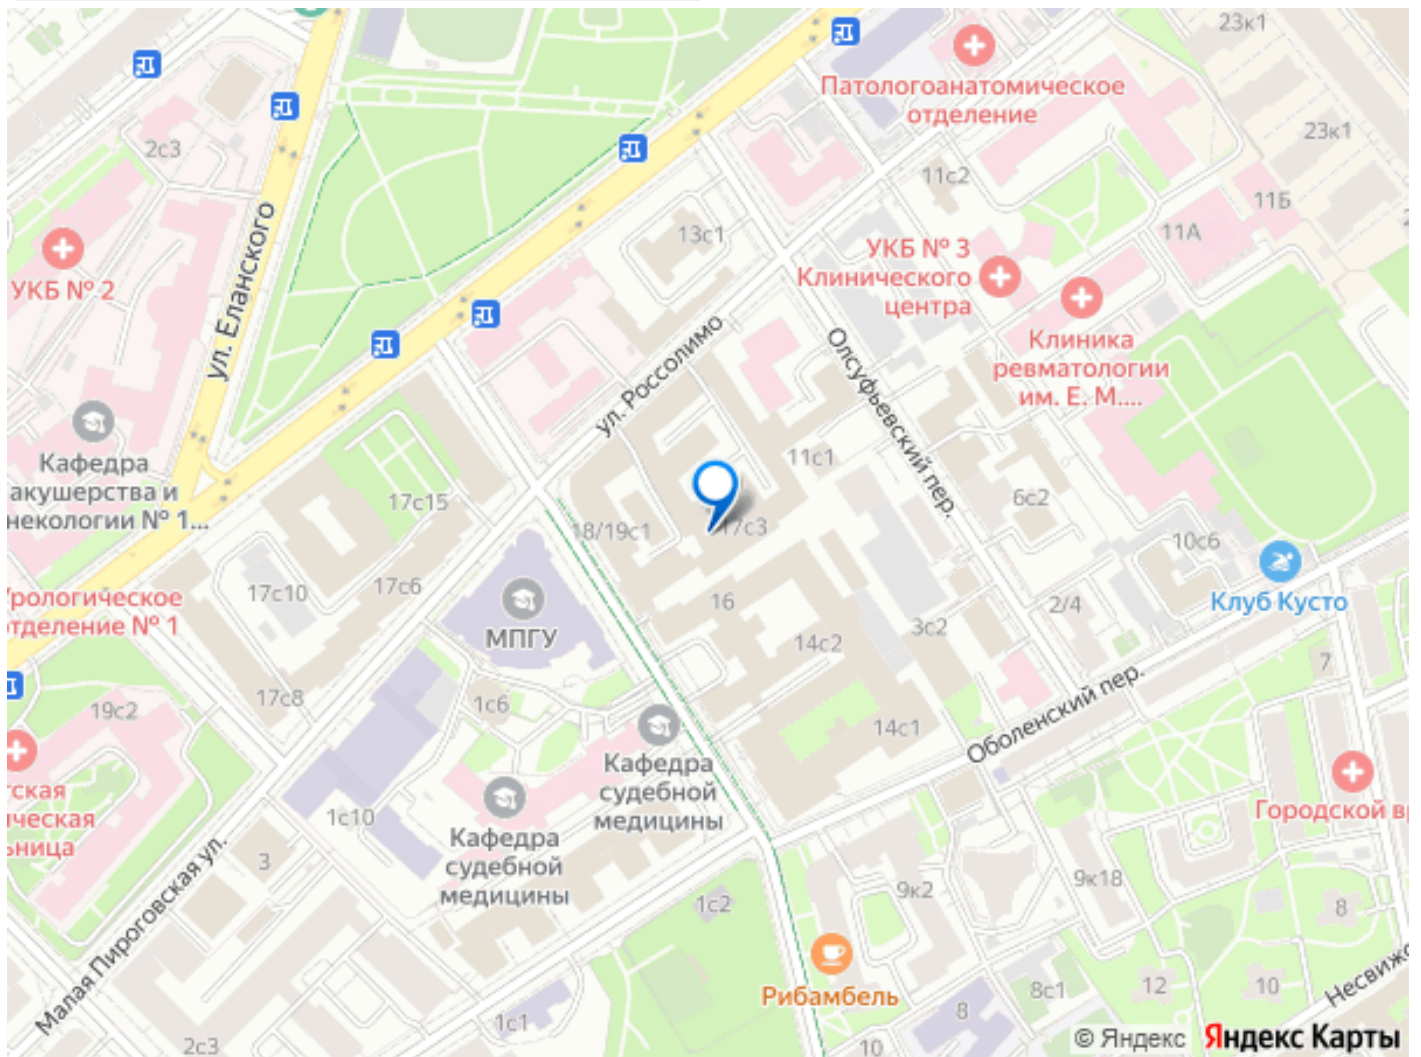 23к1
Патологоанатомическое
отделение
23к1
2с3
11с2
11Б
ул. Еланского
13с1
11А
УКБ № 2
УКБ № 3
Клинического
центра
Клиника
ревматологии
им. Е. М....
ул. Россолимо
Олсуфьевский пер.
Кафедра
акушерства и
некологии № 1...
11с1
17с15
6с2
18/19с1
17с3
10с6
17с10
17с6
Клуб Кусто
рологическое
тделение № 1
16
2/4
МПГУ
3с2
14с2
7
17с8
1с6
19с2
14с1
Оболенский пер.
Кафедра
судебной
медицины
тская
ическая
ьница
Городской вр
1с10
Кафедра
судебной
медицины
3
9к2
9к18
1с2
8
Малая Пироговская ул.
Рибамбель
8с1
12
10
Несвижс
8
1с1
2с3
10
© Яндекс
Яндекс Карты